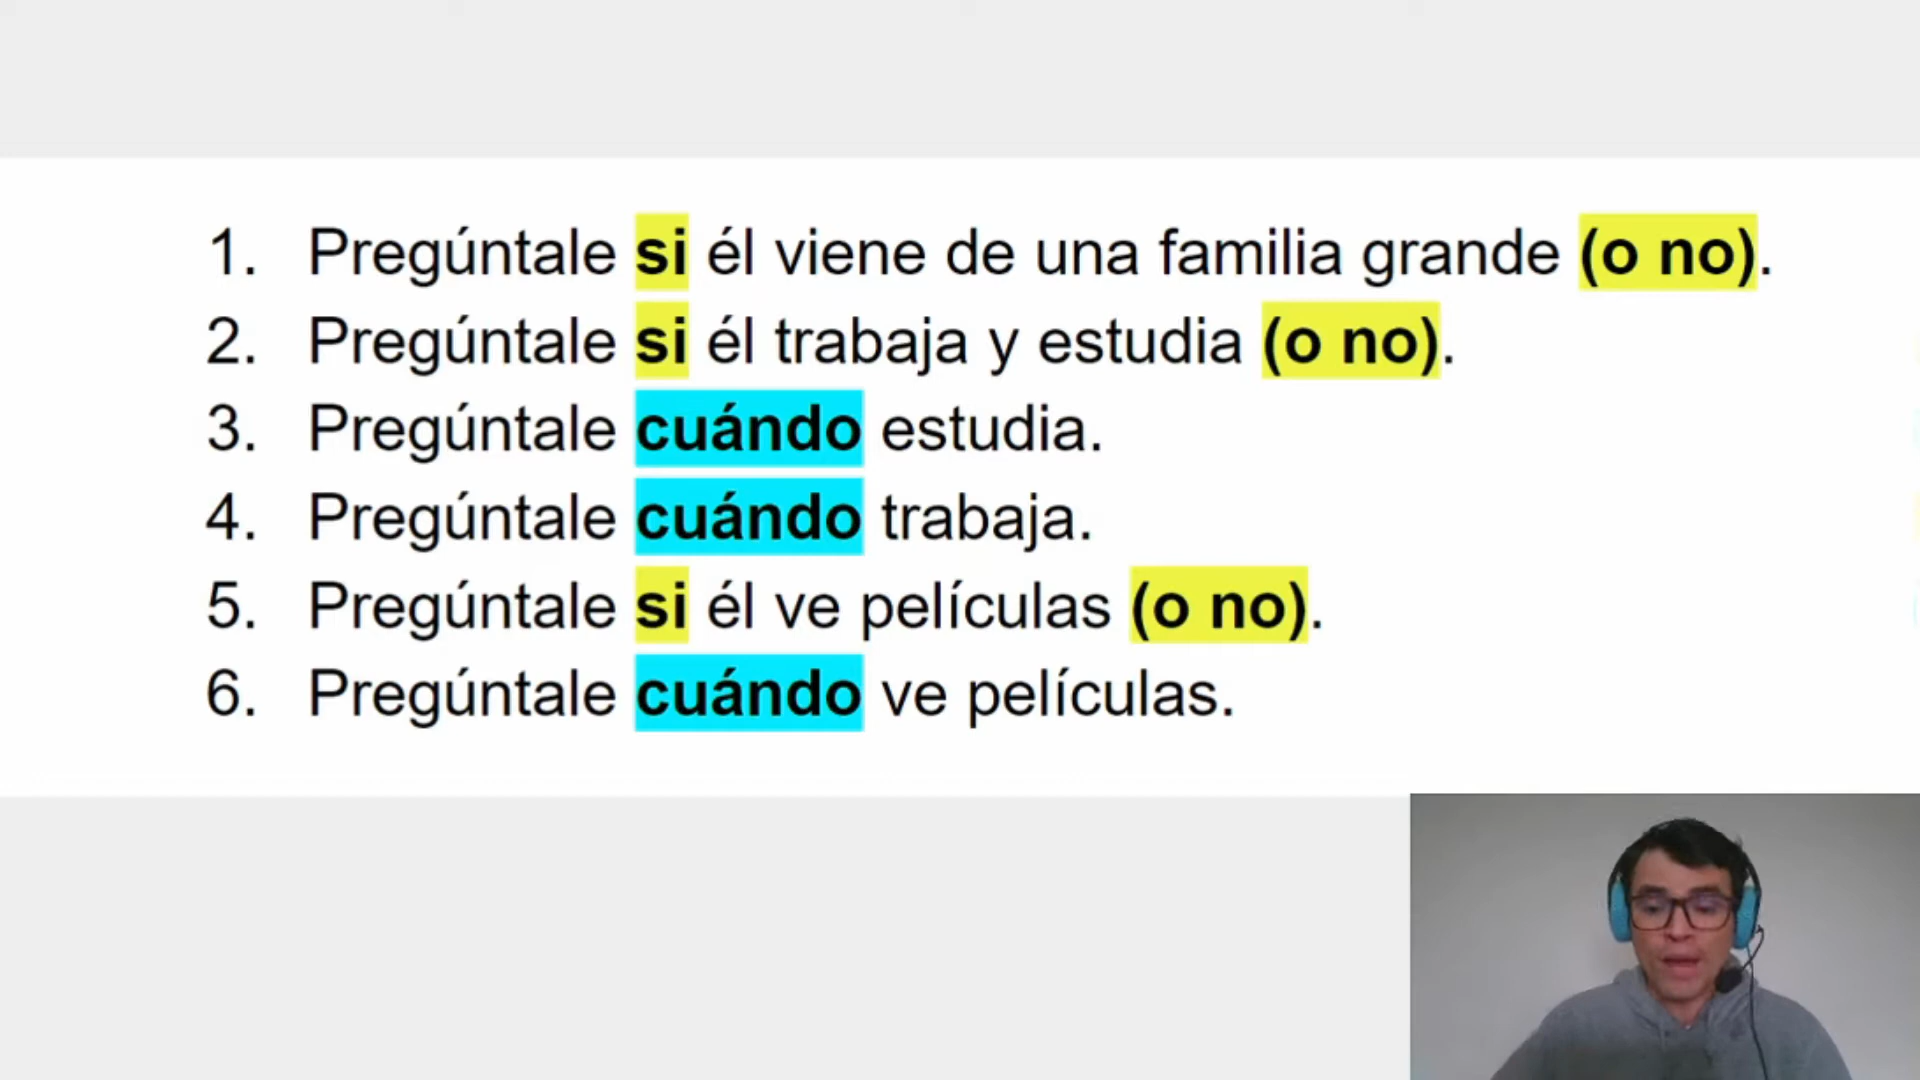 1. Pregúntale si él viene de una familia grande (o no).
2. Pregúntale si él trabaja y estudia (o no).
3. Pregúntale cuándo estudia.
4. Pregúntale cuándo trabaja.
5. Pregúntale si él ve películas (o no).
6. Pregúntale cuándo ve películas.